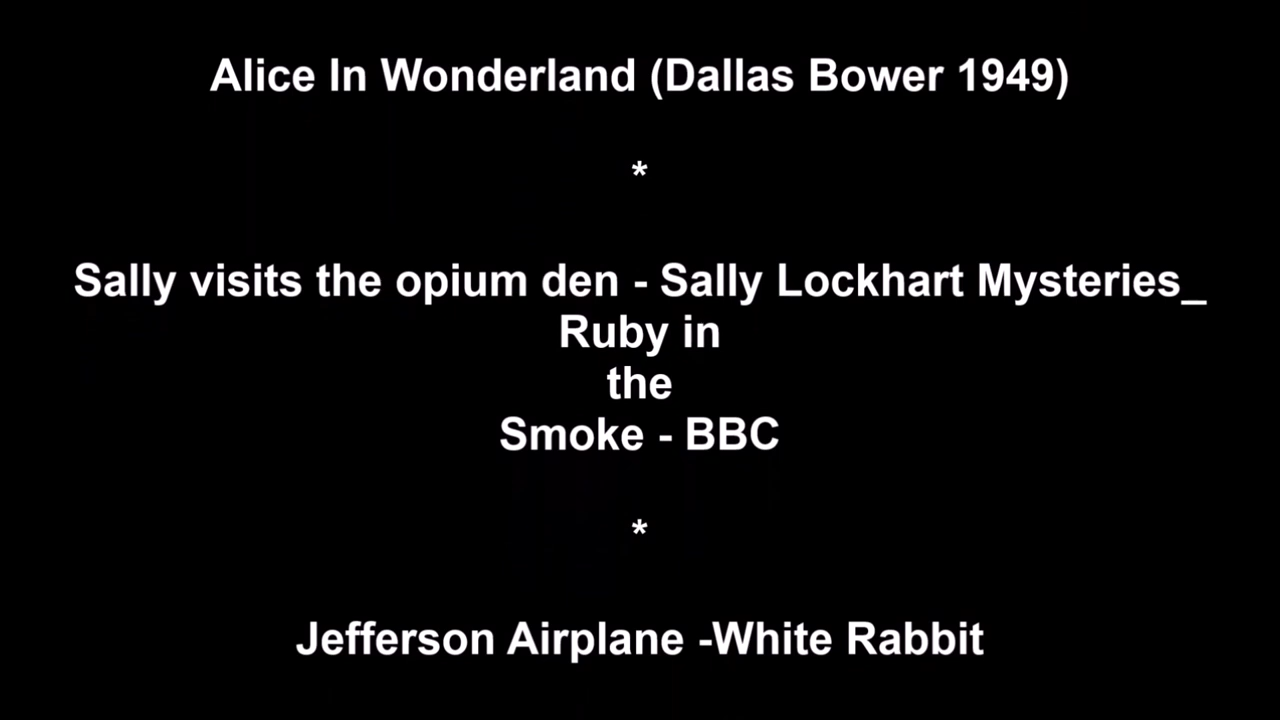 Alice In Wonderland (Dallas Bower 1949)
*
Sally visits the opium den - Sally Lockhart Mysteries_
Ruby in
the
Smoke - BBC
*
Jefferson Airplane -White Rabbit